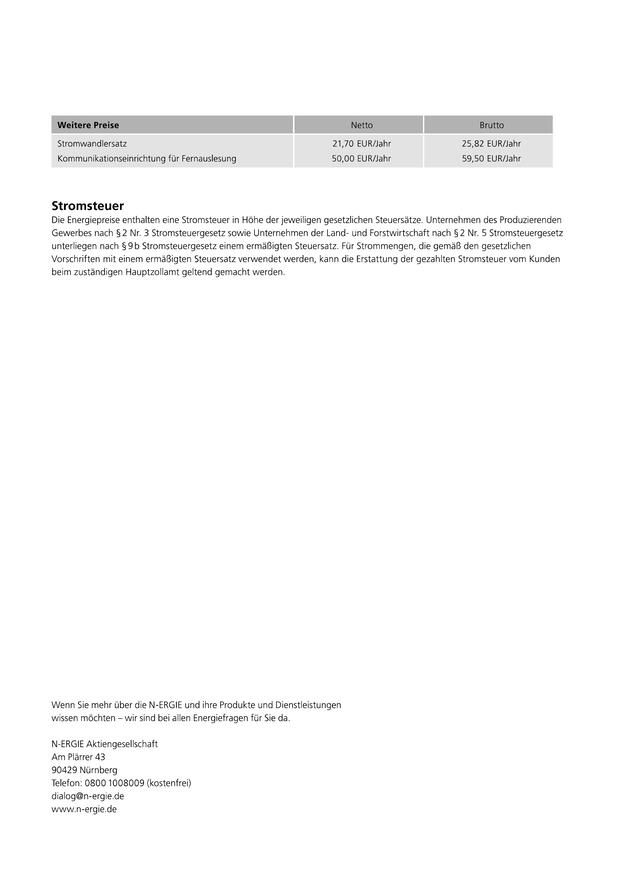 Weitere Preise Netto Brutto
Stromwandlersatz 21,70 EUR/Jahr 25,82 EUR/Jahr
Kommunikationseinrichtung für Fernauslesung 50,00 EUR/Jahr 59,50 EUR/Jahr
Stromsteuer
Die Energiepreise enthalten eine Stromsteuer in Höhe der jeweiligen gesetzlichen Steuersätze. Unternehmen des Produzierenden
Gewerbes nach § 2 Nr. 3 Stromsteuergesetz sowie Unternehmen der Land- und Forstwirtschaft nach § 2 Nr. 5 Stromsteuergesetz
unterliegen nach § 9 b Stromsteuergesetz einem ermäßigten Steuersatz. Für Strommengen, die gemäß den gesetzlichen
Vorschriften mit einem ermäßigten Steuersatz verwendet werden, kann die Erstattung der gezahlten Stromsteuer vom Kunden
beim zuständigen Hauptzollamt geltend gemacht werden.
Wenn Sie mehr über die N-ERGIE und ihre Produkte und Dienstleistungen
wissen möchten – wir sind bei allen Energiefragen für Sie da.
N-ERGIE Aktiengesellschaft
Am Plärrer 43
90429 Nürnberg
Telefon: 0800 1008009 (kostenfrei)
dialog@n-ergie.de
www.n-ergie.de